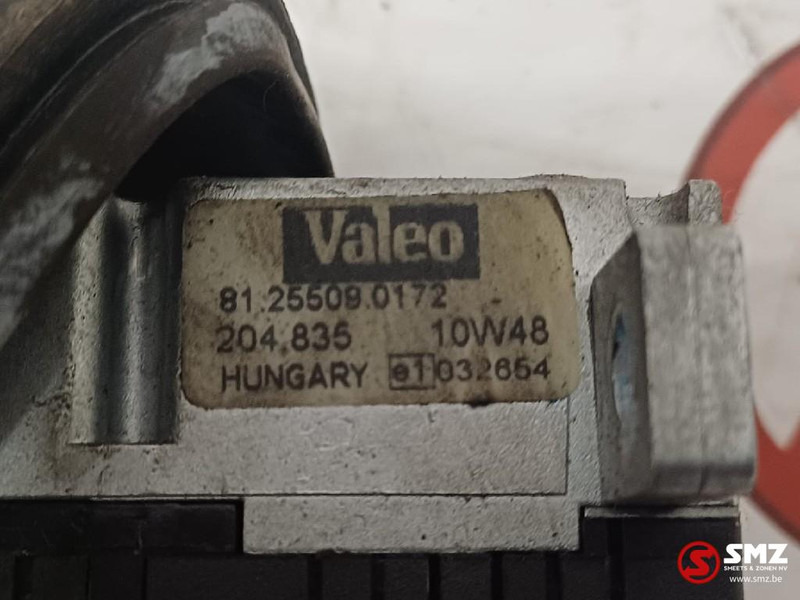 Valeo
81.25509.0172
204.835 10W48
HUNGARY e1 032654
SMZ
SMEETS & ZONEN NV
www.smz.be